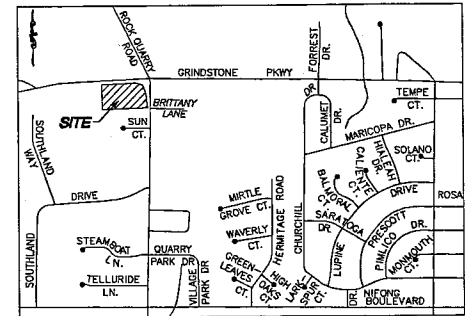 ROCK QUARRY
ROAD
FORREST
DR.
GRINDSTONE PKWY
DR
TEMPE
CT.
SITE
BRITTANY
LANE
SUN
CT.
CALUMET
DR.
MARICOPA DR.
SOUTHLAND
WAY
HIALEAH
DR.
SOLANO
CT.
CALIENTE
CT.
BALMORAL
CT.
DRIVE
DRIVE
ROSA
MIRTLE
GROVE CT.
HERMITAGE ROAD
CHURCHILL
SARATOGA
DR.
PRESCOTT
DR.
WAVERLY
CT.
LUPINE
PIMLICO
MONMOUTH
CT.
STEAMBOAT
LN.
QUARRY
PARK DR
GREEN
LEAVES
CT.
HIGH
OAKS CT.
LARK
SPUR
CT.
SOUTHLAND
TELLURIDE
LN.
VILLAGE
PARK DR
DR.
NIFONG
BOULEVARD